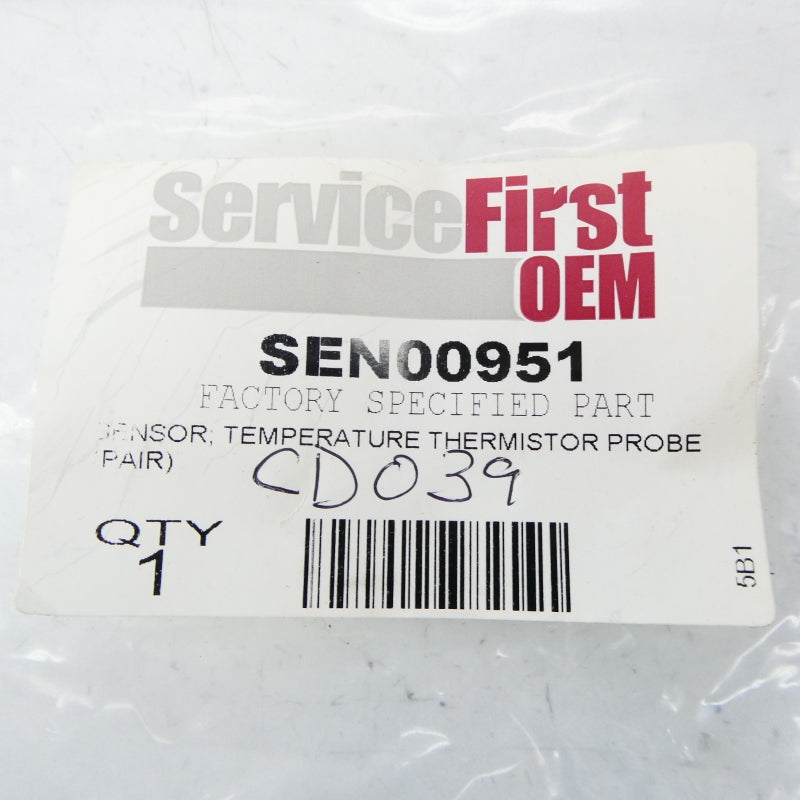 ServiceFirst
OEM
SEN00951
FACTORY SPECIFIED PART
SENSOR; TEMPERATURE THERMISTOR PROBE
(PAIR)
CD039
QTY
1
5B1